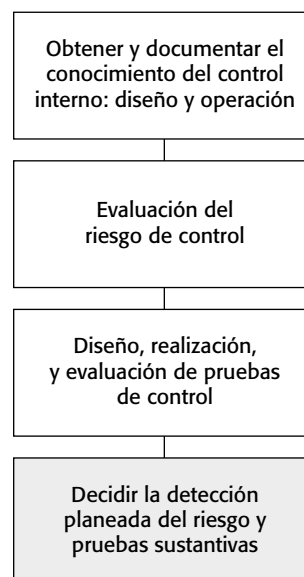 Obtener y documentar el
conocimiento del control
interno: diseño y operación
Evaluación del
riesgo de control
Diseño, realización,
y evaluación de pruebas
de control
Decidir la detección
planeada del riesgo y
pruebas sustantivas